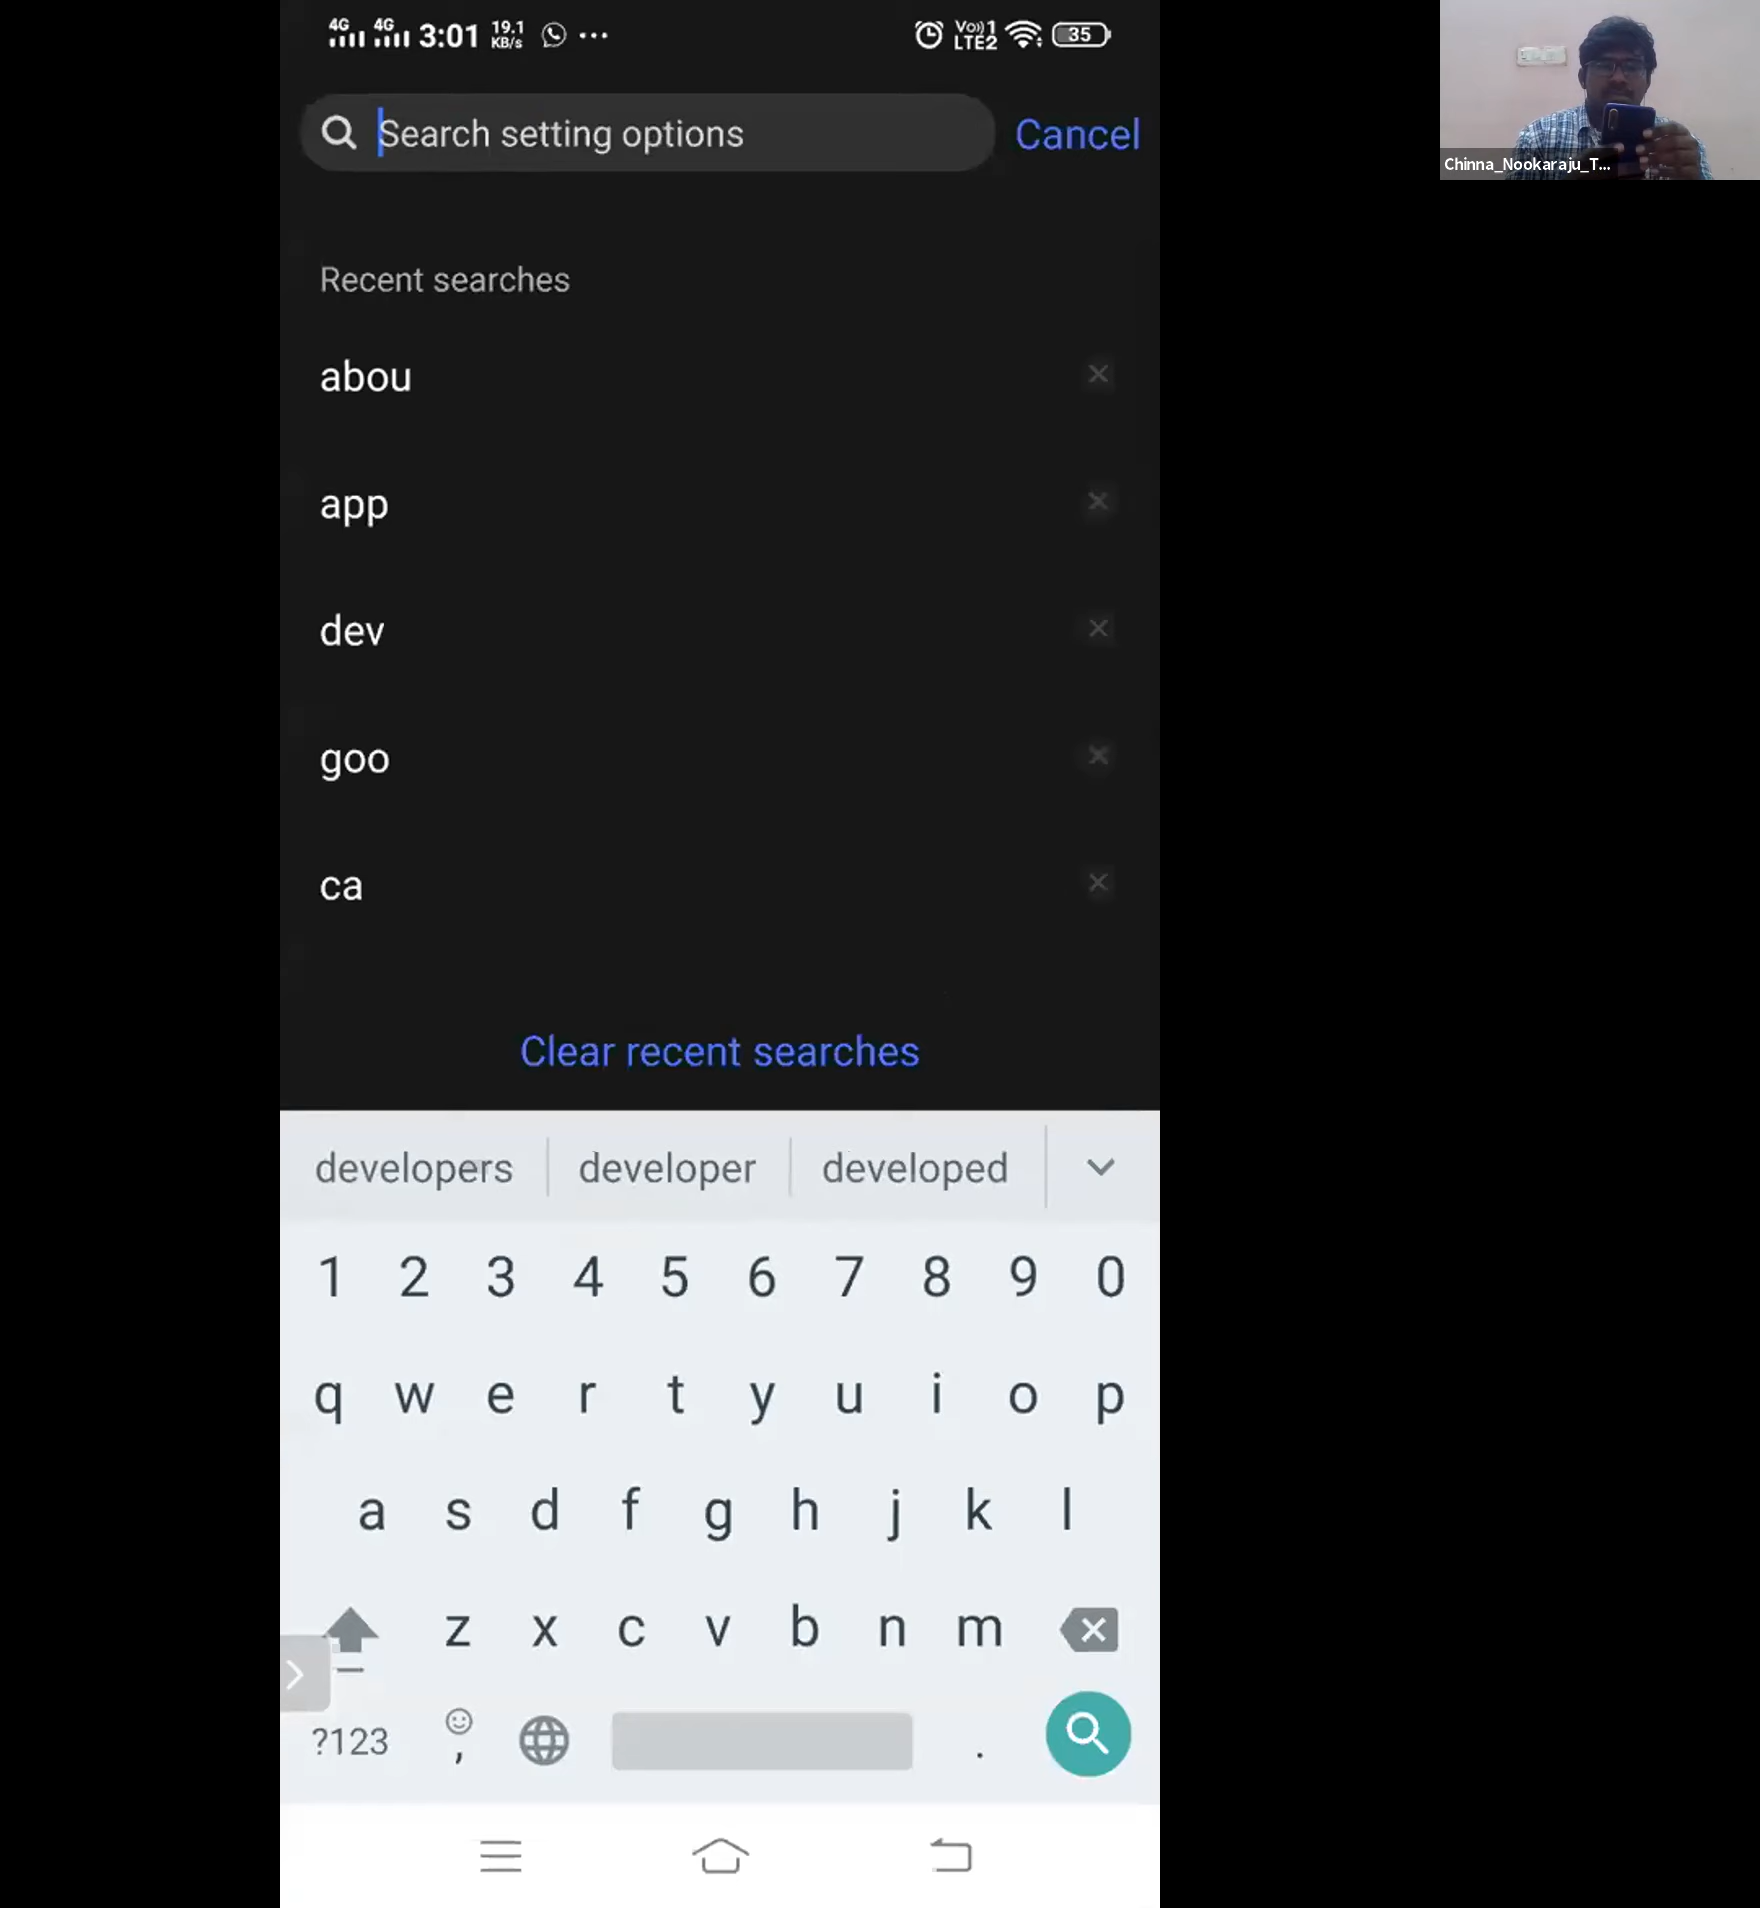 4G 4G 3:01 19.1 KB/s ... Vo)) 1 LTE2 35
Search setting options Cancel
Recent searches
abou
app
dev
goo
ca
Clear recent searches
developers developer developed
1 2 3 4 5 6 7 8 9 0
q w e r t y u i o p
a s d f g h j k l
z x c v b n m
?123 , .
Chinna_Nookaraju_T...